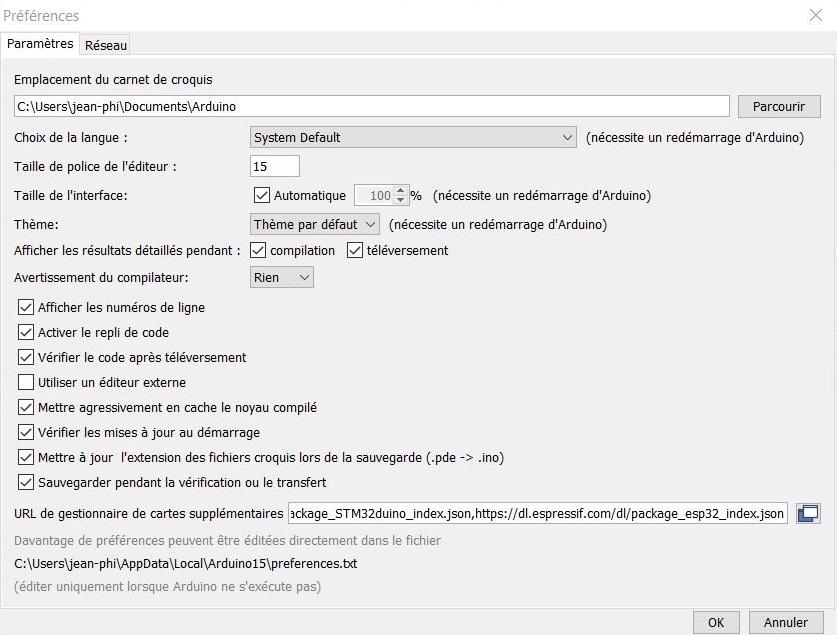 Préférences
Paramètres Réseau
Emplacement du carnet de croquis
C:\Users\jean-phi\Documents\Arduino Parcourir
Choix de la langue : System Default (nécessite un redémarrage d'Arduino)
Taille de police de l'éditeur : 15
Taille de l'interface: Automatique 100 % (nécessite un redémarrage d'Arduino)
Thème: Thème par défaut (nécessite un redémarrage d'Arduino)
Afficher les résultats détaillés pendant : compilation téléversement
Avertissement du compilateur: Rien
Afficher les numéros de ligne
Activer le repli de code
Vérifier le code après téléversement
Utiliser un éditeur externe
Mettre agressivement en cache le noyau compilé
Vérifier les mises à jour au démarrage
Mettre à jour l'extension des fichiers croquis lors de la sauvegarde (.pde -> .ino)
Sauvegarder pendant la vérification ou le transfert
URL de gestionnaire de cartes supplémentaires ackage_STM32duino_index.json,https://dl.espressif.com/dl/package_esp32_index.json
Davantage de préférences peuvent être éditées directement dans le fichier
C:\Users\jean-phi\AppData\Local\Arduino15\preferences.txt
(éditer uniquement lorsque Arduino ne s'exécute pas)
OK Annuler